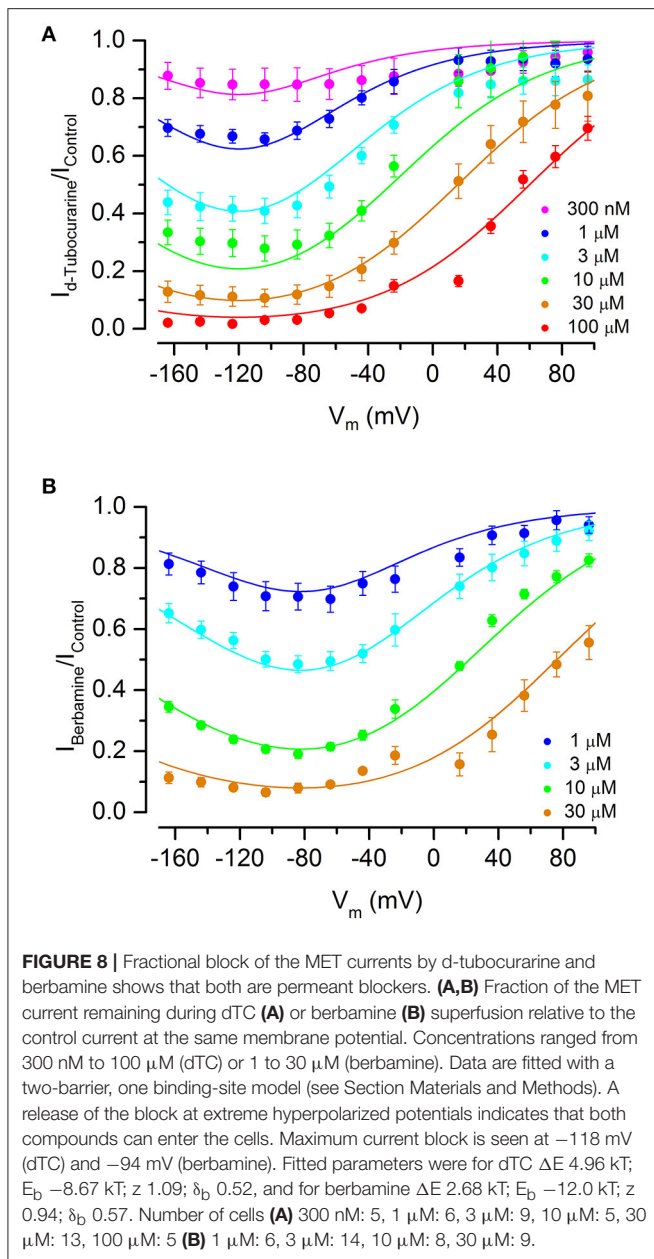 A
I_d-Tubocurarine/I_Control
1.0
0.8
0.6
0.4
0.2
0.0
300 nM
1 μM
3 μM
10 μM
30 μM
100 μM
-160 -120 -80 -40 0 40 80
V_m (mV)
B
I_Berbamine/I_Control
1.0
0.8
0.6
0.4
0.2
0.0
1 μM
3 μM
10 μM
30 μM
-160 -120 -80 -40 0 40 80
V_m (mV)
FIGURE 8 | Fractional block of the MET currents by d-tubocurarine and
berbamine shows that both are permeant blockers. (A,B) Fraction of the MET
current remaining during dTC (A) or berbamine (B) superfusion relative to the
control current at the same membrane potential. Concentrations ranged from
300 nM to 100 μM (dTC) or 1 to 30 μM (berbamine). Data are fitted with a
two-barrier, one binding-site model (see Section Materials and Methods). A
release of the block at extreme hyperpolarized potentials indicates that both
compounds can enter the cells. Maximum current block is seen at −118 mV
(dTC) and −94 mV (berbamine). Fitted parameters were for dTC ΔE 4.96 kT;
E_b −8.67 kT; z 1.09; δ_b 0.52, and for berbamine ΔE 2.68 kT; E_b −12.0 kT; z
0.94; δ_b 0.57. Number of cells (A) 300 nM: 5, 1 μM: 6, 3 μM: 9, 10 μM: 5, 30
μM: 13, 100 μM: 5 (B) 1 μM: 6, 3 μM: 14, 10 μM: 8, 30 μM: 9.